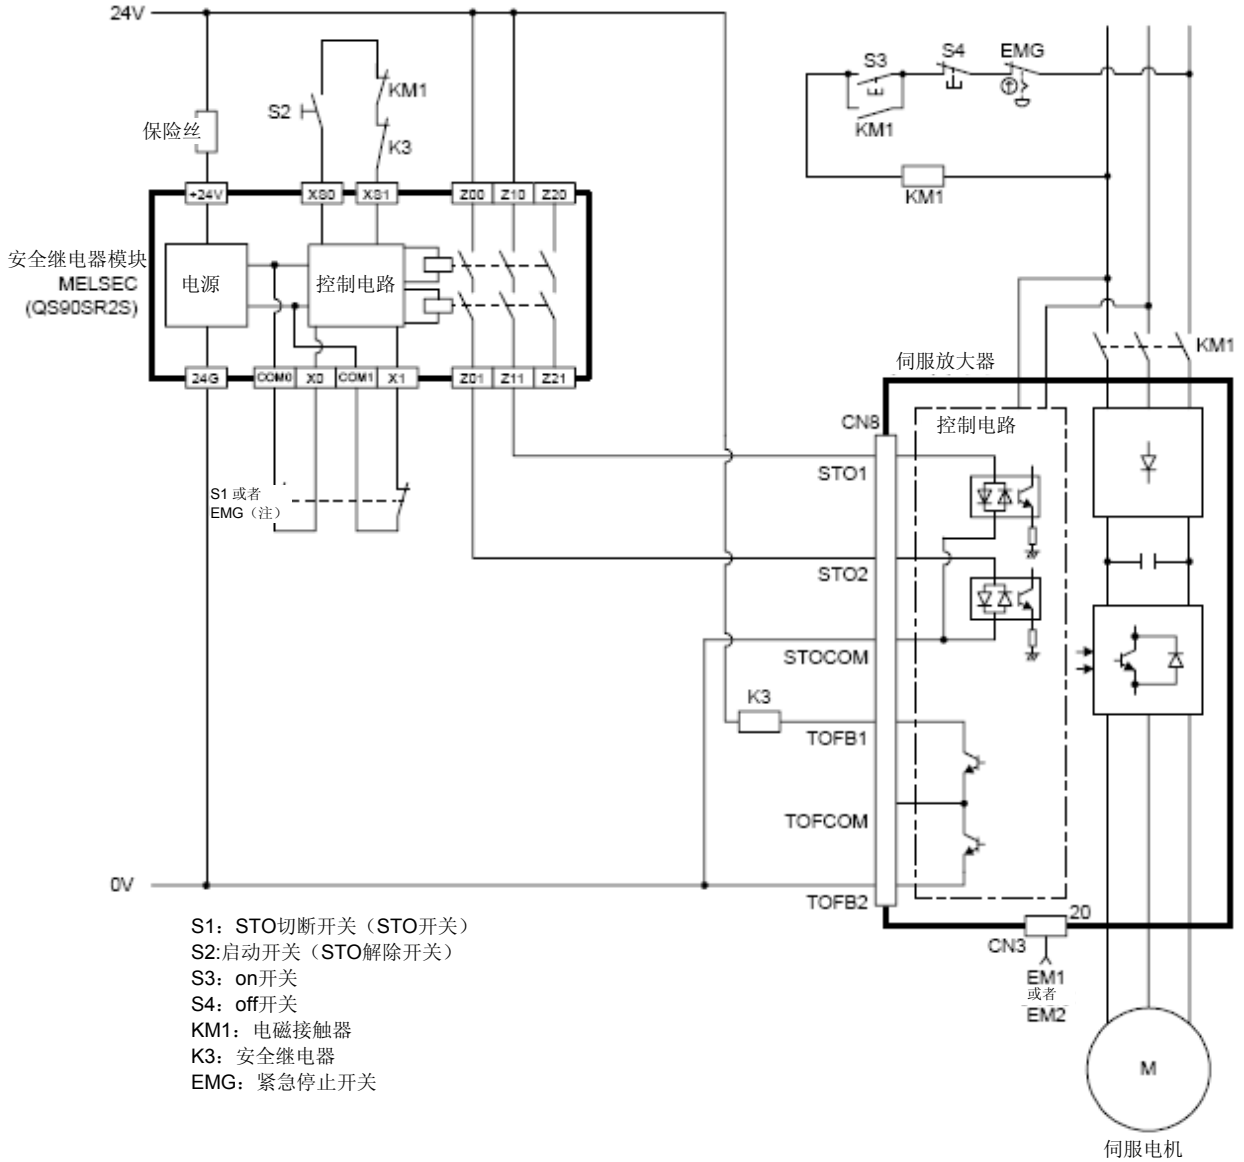 24V
S3
S4
EMG
KM1
S2
KM1
K3
保险丝
KM1
+24V
X80
X81
Z00
Z10
Z20
安全继电器模块
MELSEC
(QS90SR2S)
电源
控制电路
24G
COM0
X0
COM1
X1
Z01
Z11
Z21
KM1
伺服放大器
CN8
控制电路
STO1
S1 或者
EMG（注）
STO2
STOCOM
K3
TOFB1
TOFCOM
0V
TOFB2
20
CN3
EM1
或者
EM2
S1：STO切断开关（STO开关）
S2:启动开关（STO解除开关）
S3：on开关
S4：off开关
KM1：电磁接触器
K3：安全继电器
EMG：紧急停止开关
M
伺服电机